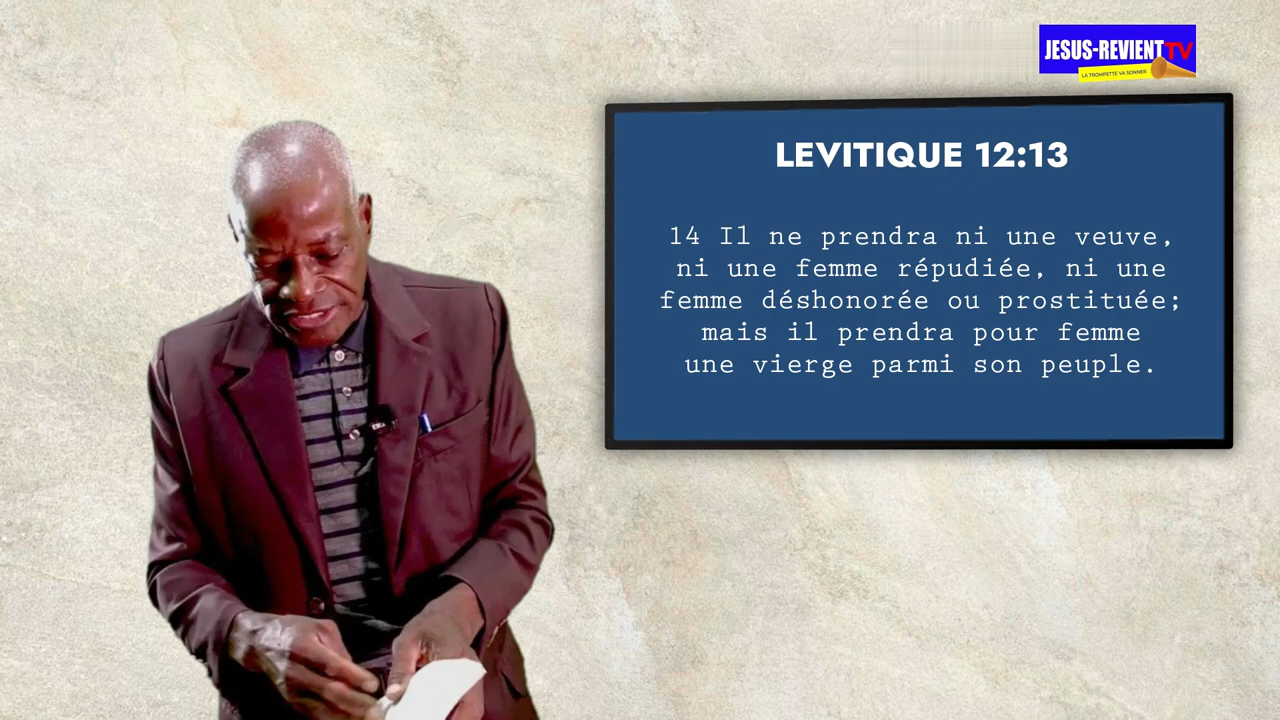 JESUS-REVIENT TV
LA TROMPETTE VA SONNER
LEVITIQUE 12:13
14 Il ne prendra ni une veuve,
ni une femme répudiée, ni une
femme déshonorée ou prostituée;
mais il prendra pour femme
une vierge parmi son peuple.